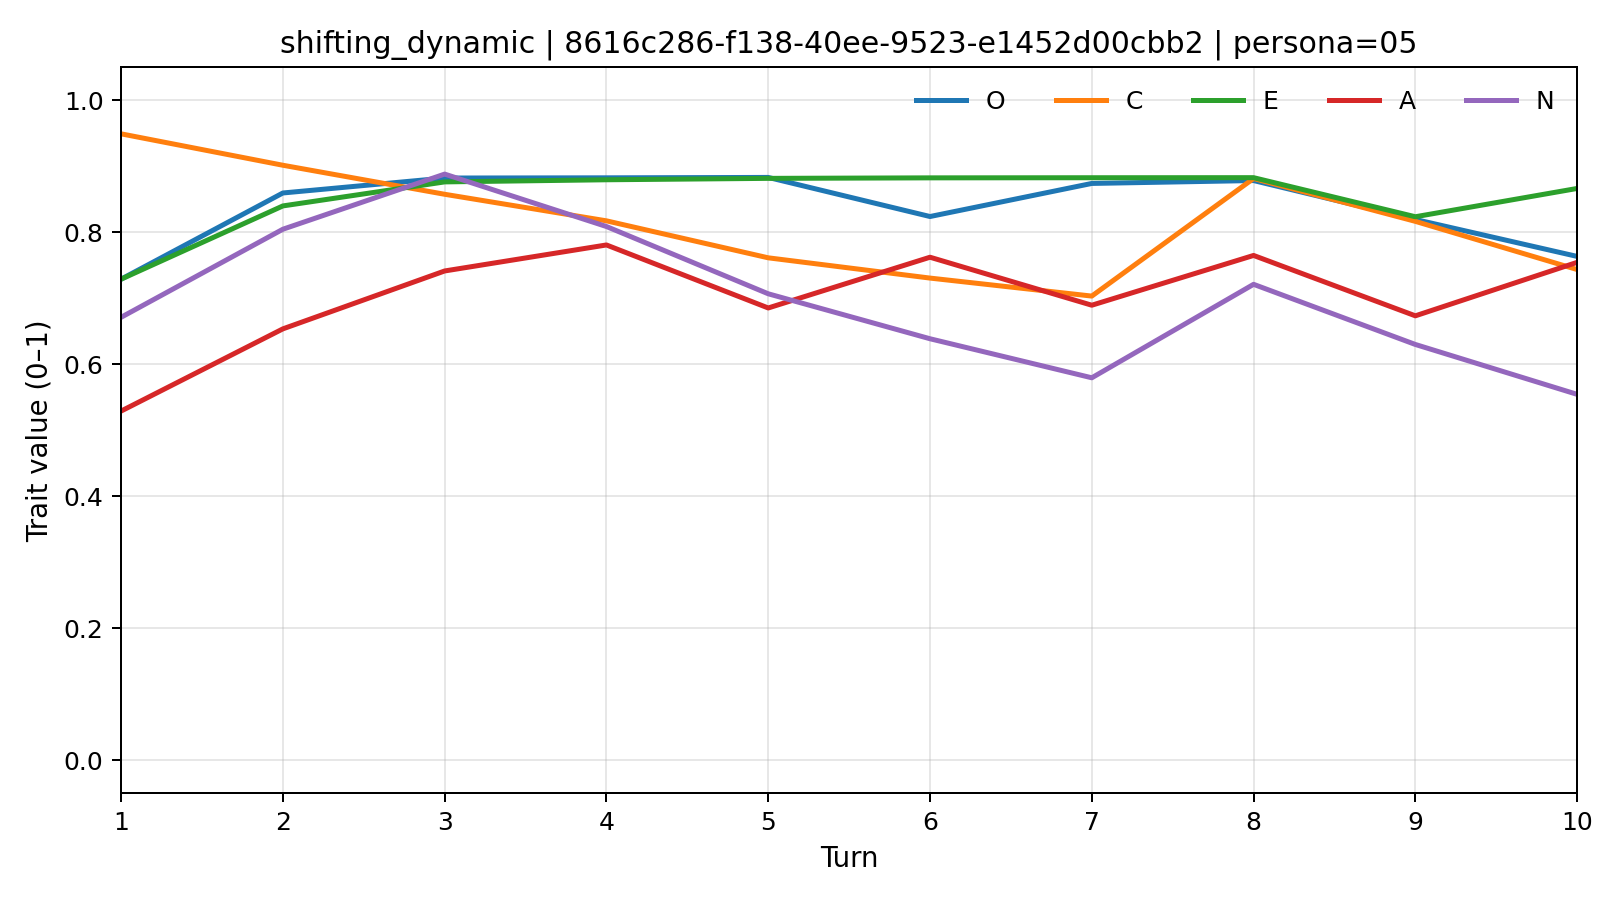 shifting_dynamic | 8616c286-f138-40ee-9523-e1452d00cbb2 | persona=05
O C E A N
Trait value (0–1)
1.0
0.8
0.6
0.4
0.2
0.0
1 2 3 4 5 6 7 8 9 10
Turn